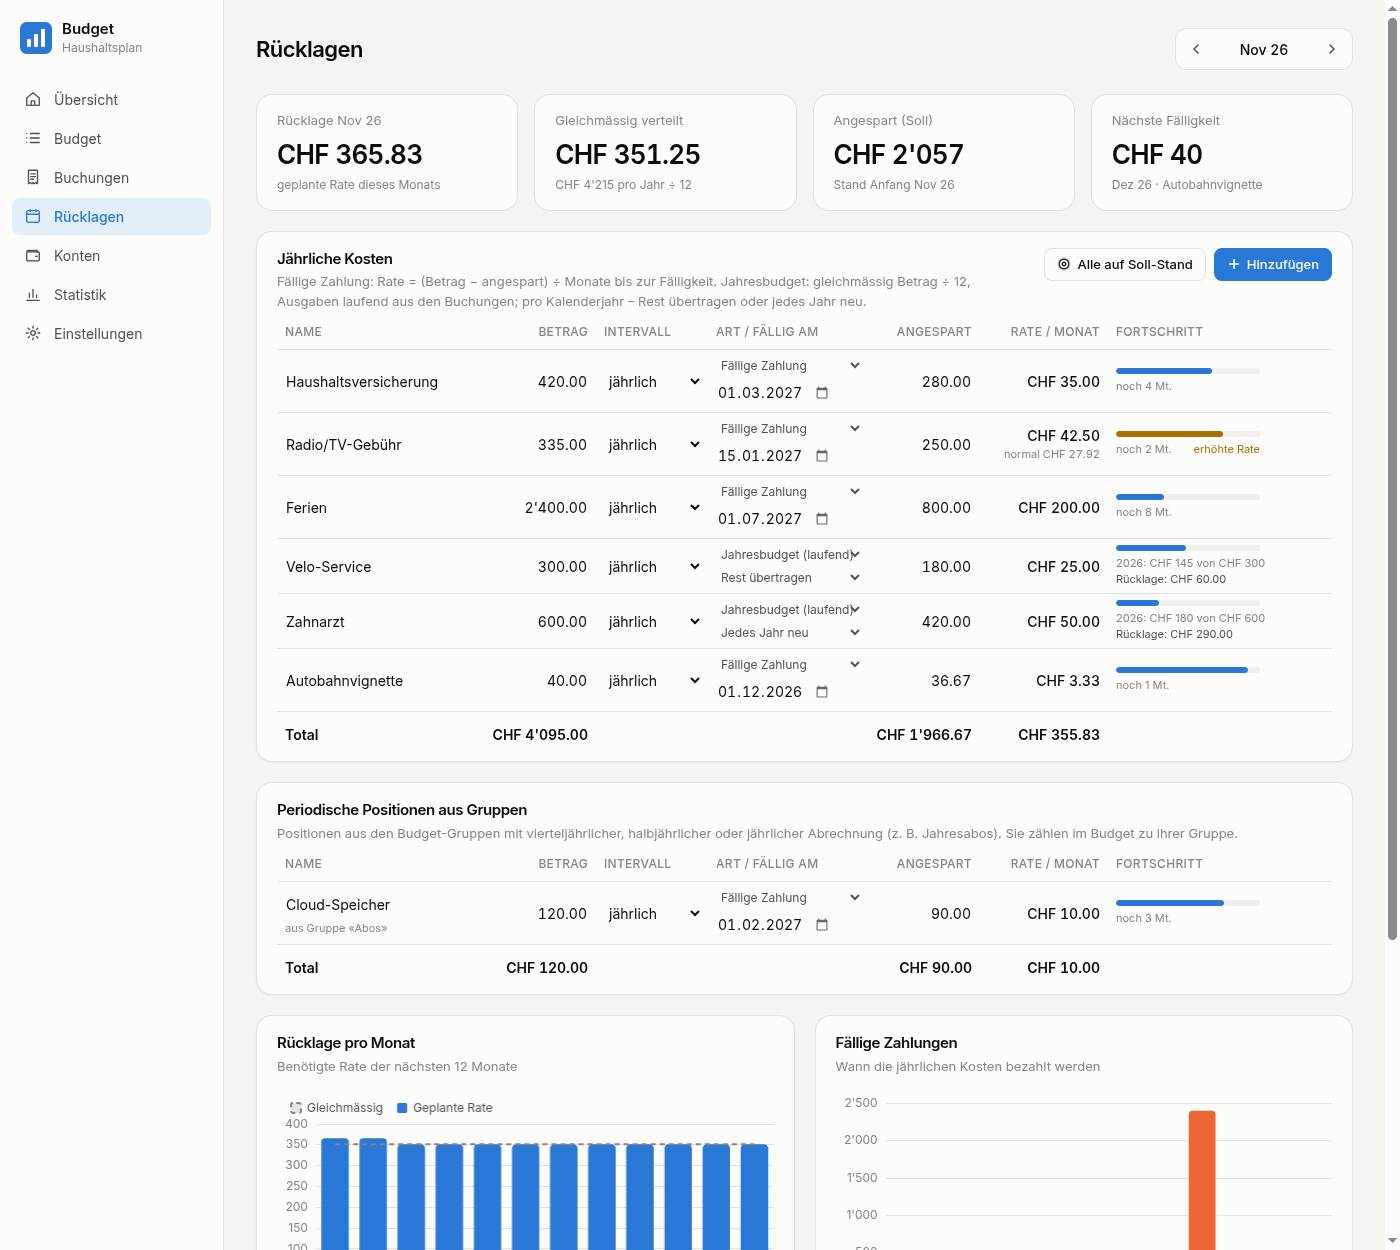 Budget
Haushaltsplan
Übersicht
Budget
Buchungen
Rücklagen
Konten
Statistik
Einstellungen
Rücklagen
Nov 26
Rücklage Nov 26
CHF 365.83
geplante Rate dieses Monats
Gleichmässig verteilt
CHF 351.25
CHF 4'215 pro Jahr ÷ 12
Angespart (Soll)
CHF 2'057
Stand Anfang Nov 26
Nächste Fälligkeit
CHF 40
Dez 26 · Autobahnvignette
Jährliche Kosten
Fällige Zahlung: Rate = (Betrag − angespart) ÷ Monate bis zur Fälligkeit. Jahresbudget: gleichmässig Betrag ÷ 12,
Ausgaben laufend aus den Buchungen; pro Kalenderjahr – Rest übertragen oder jedes Jahr neu.
Alle auf Soll-Stand
Hinzufügen
NAME BETRAG INTERVALL ART / FÄLLIG AM ANGESPART RATE / MONAT FORTSCHRITT
Haushaltsversicherung 420.00 jährlich Fällige Zahlung 01.03.2027 280.00 CHF 35.00 noch 4 Mt.
Radio/TV-Gebühr 335.00 jährlich Fällige Zahlung 15.01.2027 250.00 CHF 42.50 normal CHF 27.92 noch 2 Mt. erhöhte Rate
Ferien 2'400.00 jährlich Fällige Zahlung 01.07.2027 800.00 CHF 200.00 noch 8 Mt.
Velo-Service 300.00 jährlich Jahresbudget (laufend) Rest übertragen 180.00 CHF 25.00 2026: CHF 145 von CHF 300 Rücklage: CHF 60.00
Zahnarzt 600.00 jährlich Jahresbudget (laufend) Jedes Jahr neu 420.00 CHF 50.00 2026: CHF 180 von CHF 600 Rücklage: CHF 290.00
Autobahnvignette 40.00 jährlich Fällige Zahlung 01.12.2026 36.67 CHF 3.33 noch 1 Mt.
Total CHF 4'095.00 CHF 1'966.67 CHF 355.83
Periodische Positionen aus Gruppen
Positionen aus den Budget-Gruppen mit vierteljährlicher, halbjährlicher oder jährlicher Abrechnung (z. B. Jahresabos). Sie zählen im Budget zu ihrer Gruppe.
NAME BETRAG INTERVALL ART / FÄLLIG AM ANGESPART RATE / MONAT FORTSCHRITT
Cloud-Speicher aus Gruppe «Abos» 120.00 jährlich Fällige Zahlung 01.02.2027 90.00 CHF 10.00 noch 3 Mt.
Total CHF 120.00 CHF 90.00 CHF 10.00
Rücklage pro Monat
Benötigte Rate der nächsten 12 Monate
Gleichmässig Geplante Rate
400
350
300
250
200
150
100
Fällige Zahlungen
Wann die jährlichen Kosten bezahlt werden
2'500
2'000
1'500
1'000